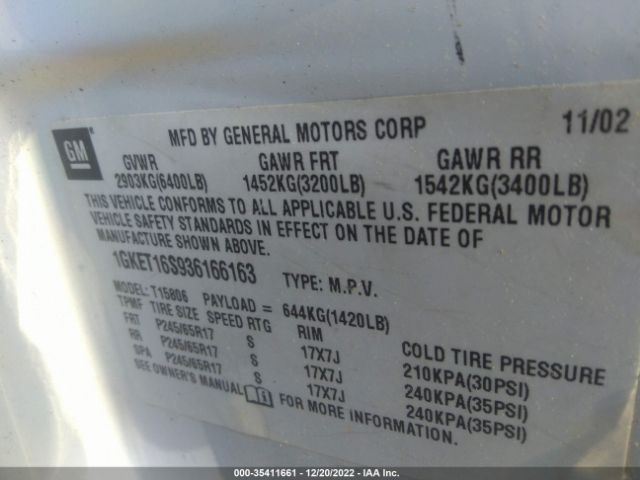 GM
MFD BY GENERAL MOTORS CORP 11/02
GVWR GAWR FRT GAWR RR
2903KG(6400LB) 1452KG(3200LB) 1542KG(3400LB)
THIS VEHICLE CONFORMS TO ALL APPLICABLE U.S. FEDERAL MOTOR
VEHICLE SAFETY STANDARDS IN EFFECT ON THE DATE OF
MANUFACTURE SHOWN ABOVE.
1GKET16S936166163 TYPE: M.P.V.
MODEL: T15806 PAYLOAD = 644KG(1420LB)
TPMF TIRE SIZE SPEED RTG RIM COLD TIRE PRESSURE
FRT P245/65R17 S 17X7J 210KPA(30PSI)
RR P245/65R17 S 17X7J 240KPA(35PSI)
SPA P245/65R17 S 17X7J 240KPA(35PSI)
SEE OWNER'S MANUAL FOR MORE INFORMATION.
000-35411661 - 12/20/2022 - IAA Inc.